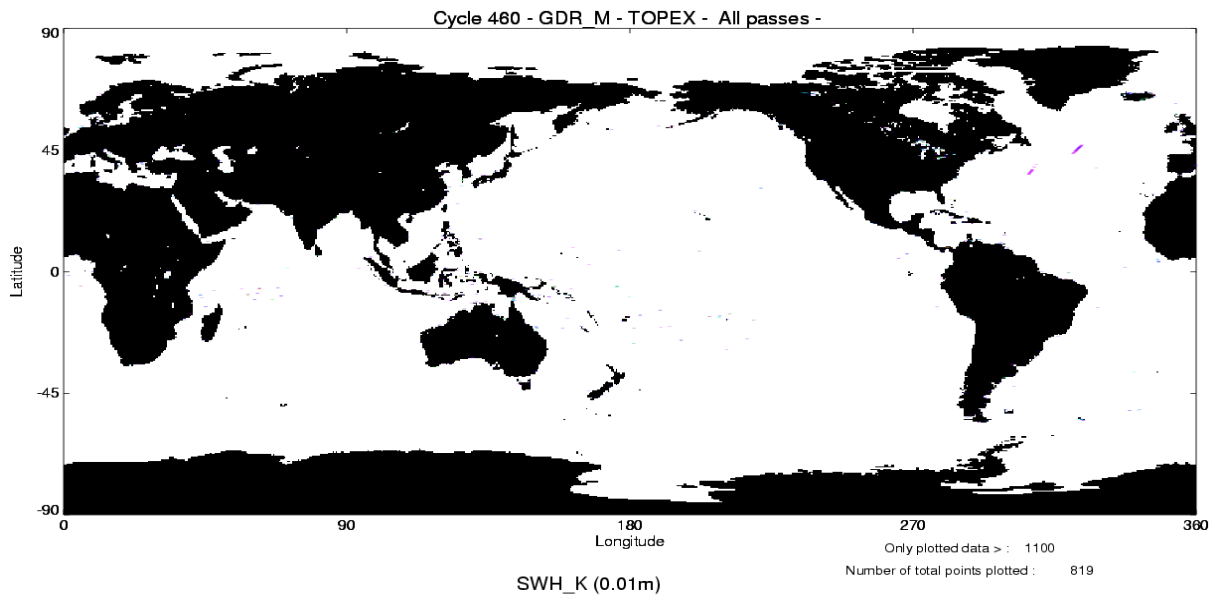 Cycle 460 - GDR_M - TOPEX -  All passes -
90
45
0
-45
-90
Latitude
0 90 180 270 360
Longitude
Only plotted data > : 1100
Number of total points plotted : 819
SWH_K (0.01m)